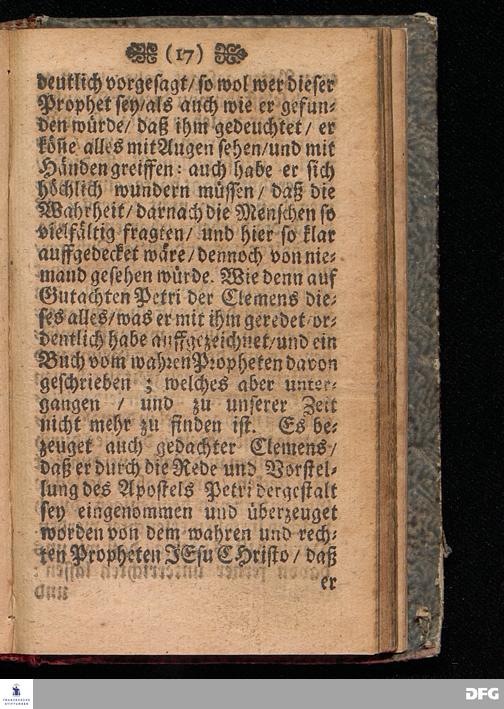 (17)
deutlich vorgesagt/ so wol wer dieser
Prophet sey/als auch wie er gefun⸗
den würde/ daß ihm gedeuchtet / er
köñe alles mit Augen sehen/und mit
Händen greiffen: auch habe er sich
höchlich wundern müssen / daß die
Wahrheit/ darnach die Menschen so
vielfältig fragten/ und hier so klar
auffgedecket wäre/ dennoch von nie⸗
mand gesehen würde. Wie denn auf
Gutachten Petri der Clemens die⸗
ses alles/was er mit ihm geredet/or⸗
dentlich habe auffgezeichnet/und ein
Buch vom wahren Propheten davon
geschrieben ; welches aber unter⸗
gangen / und zu unserer Zeit
nicht mehr zu finden ist. Es be⸗
zeuget auch gedachter Clemens/
daß er durch die Rede und Vorstel⸗
lung des Apostels Petri dergestalt
sey eingenommen und überzeuget
worden von dem wahren und rech⸗
ten Propheten JEsu CHristo / daß
er
FRANCKESCHE
STIFTUNGEN
DFG